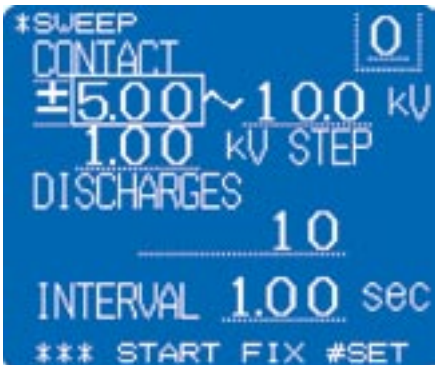 *SWEEP 0
CONTACT
±5.00~10.0 kV
1.00 kV STEP
DISCHARGES
10
INTERVAL 1.00 sec
*** START FIX #SET